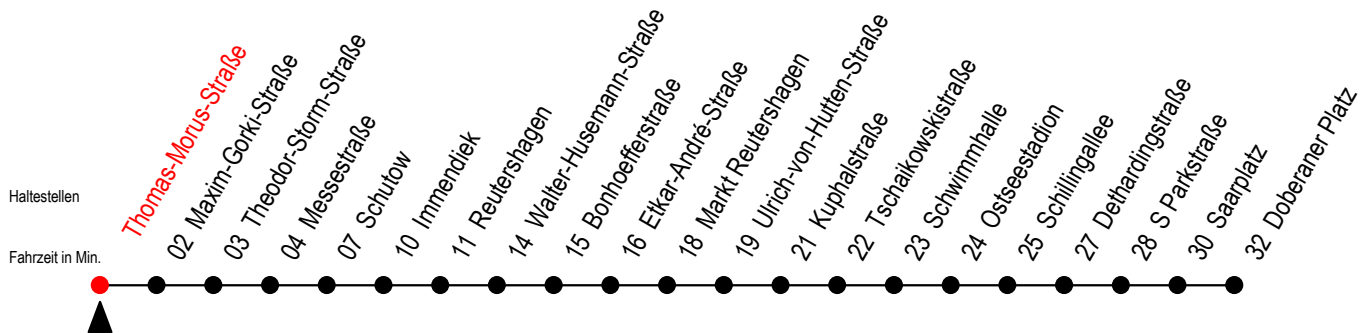 Haltestellen
Fahrzeit in Min.
Thomas-Morus-Straße
02 Maxim-Gorki-Straße
03 Theodor-Storm-Straße
04 Messestraße
07 Schutow
10 Immendiek
11 Reutershagen
14 Walter-Husemann-Straße
15 Bonhoefferstraße
16 Etkar-André-Straße
18 Markt Reutershagen
19 Ulrich-von-Hutten-Straße
21 Kuphalstraße
22 Tschaikowskistraße
23 Schwimmhalle
24 Ostseestadion
25 Schillingallee
27 Dethardingstraße
28 S Parkstraße
30 Saarplatz
32 Doberaner Platz